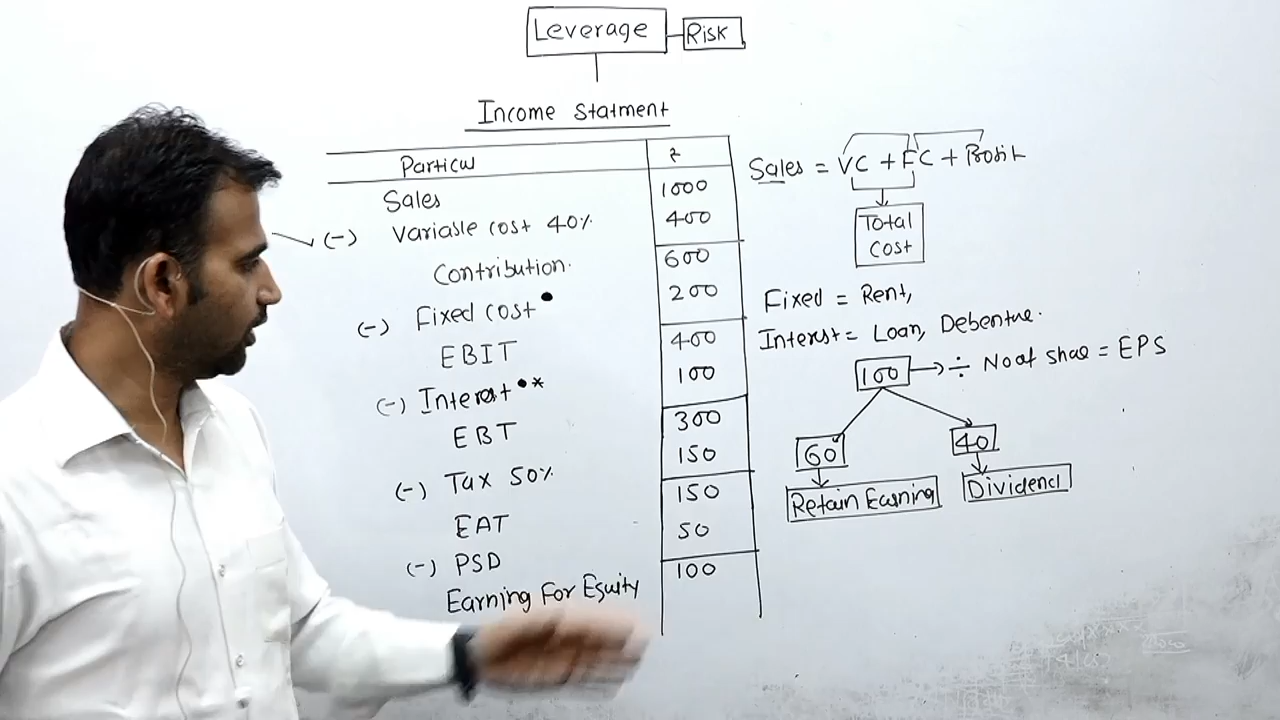 Leverage
Risk
Income Statment
Particu ₹
Sales 1000
(-) Variable cost 40% 400
Contribution. 600
(-) Fixed cost • 200
EBIT 400
(-) Interest •* 100
EBT 300
(-) Tax 50% 150
EAT 150
(-) PSD 50
Earning For Equity 100
Sales = VC + FC + Profit
Total
Cost
Fixed = Rent,
Interest = Loan, Debentue.
100 → ÷ No of Shae = EPS
60 40
Retain Earning
Dividend